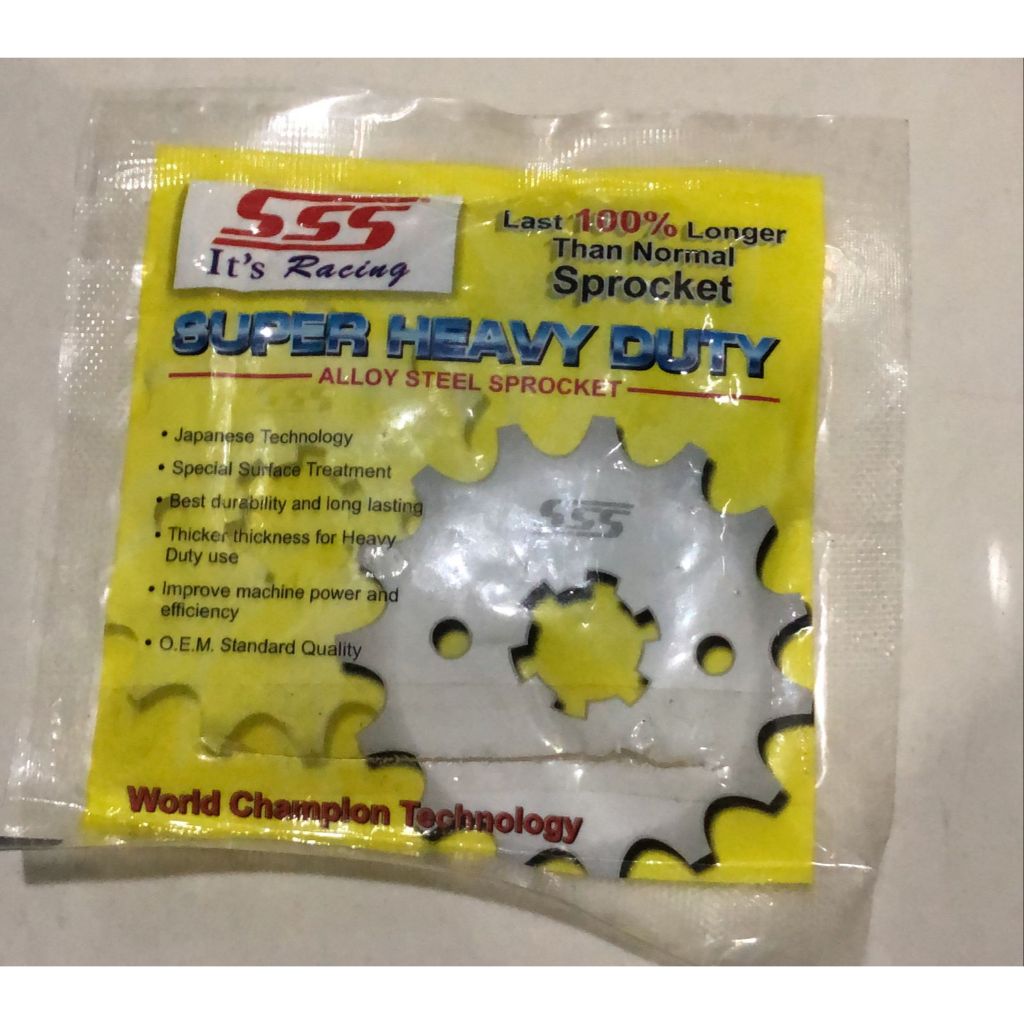 SSS
It's Racing
Last 100% Longer
Than Normal
Sprocket
SUPER HEAVY DUTY
ALLOY STEEL SPROCKET
• Japanese Technology
• Special Surface Treatment
• Best durability and long lasting
• Thicker thickness for Heavy
Duty use
• Improve machine power and
efficiency
• O.E.M. Standard Quality
SSS
World Champion Technology